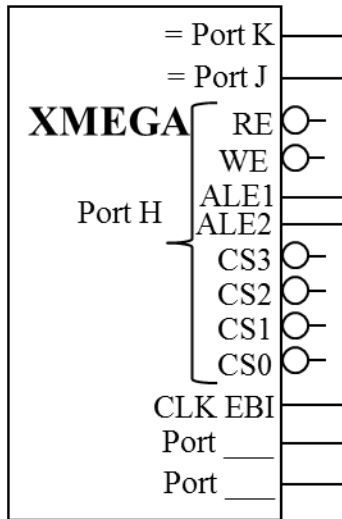 = Port K
= Port J
XMEGA
RE
WE
Port H
ALE1
ALE2
CS3
CS2
CS1
CS0
CLK EBI
Port ___
Port ___